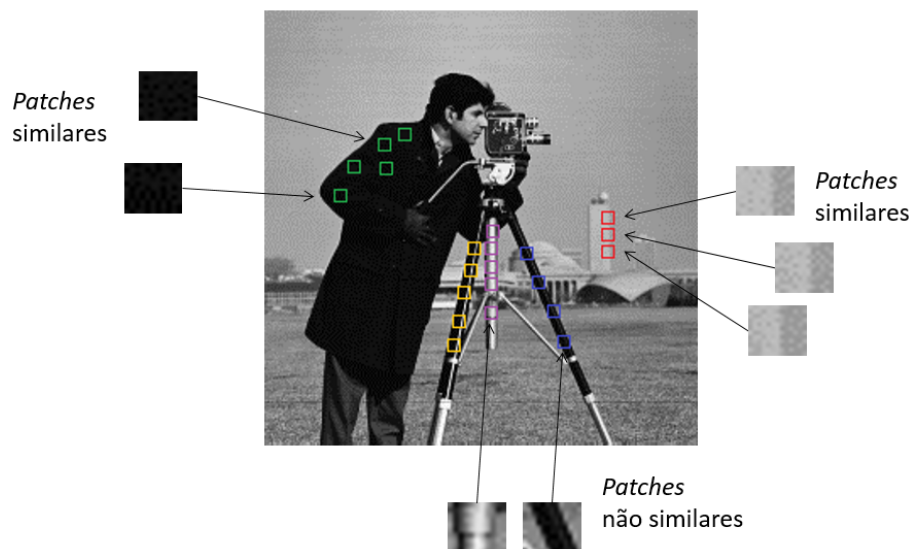 Patches
similares
Patches
similares
Patches
não similares